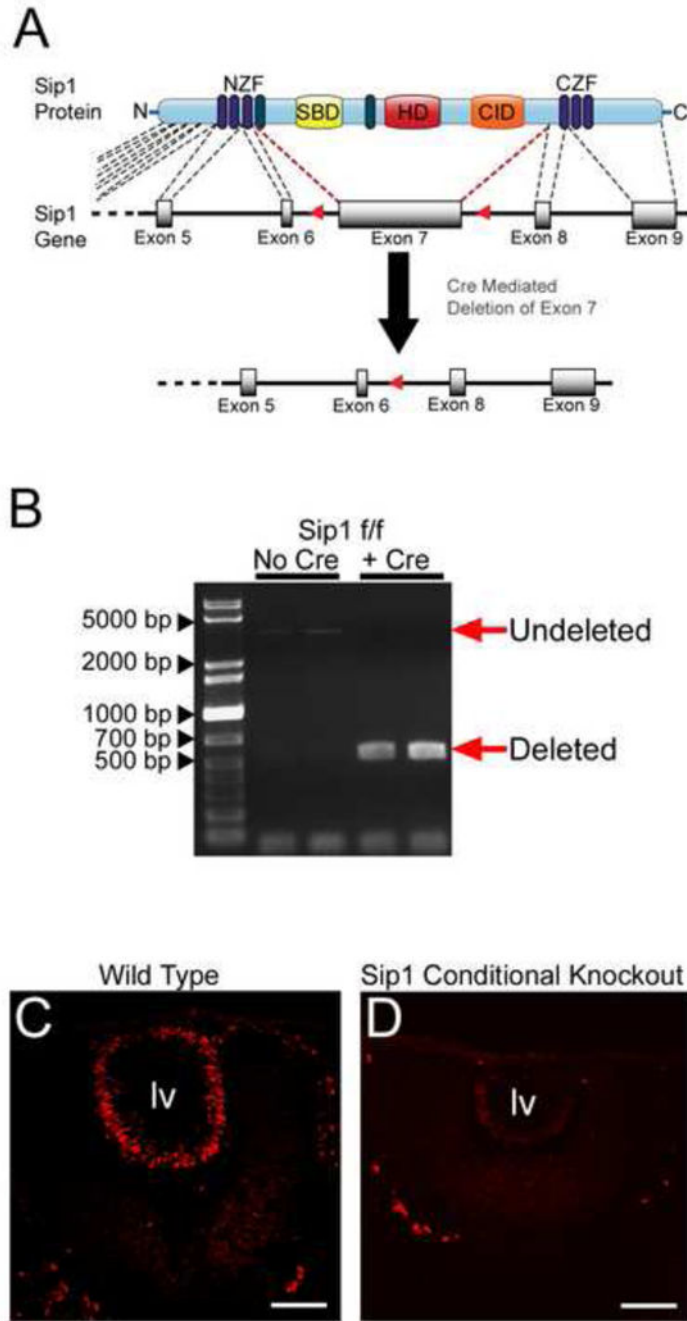 A
Sip1
Protein
N
NZF
SBD
HD
CID
CZF
C
Sip1
Gene
Exon 5
Exon 6
Exon 7
Exon 8
Exon 9
Cre Mediated
Deletion of Exon 7
Exon 5
Exon 6
Exon 8
Exon 9
B
Sip1 f/f
No Cre + Cre
5000 bp
2000 bp
1000 bp
700 bp
500 bp
Undeleted
Deleted
Wild Type
Sip1 Conditional Knockout
C
lv
D
lv